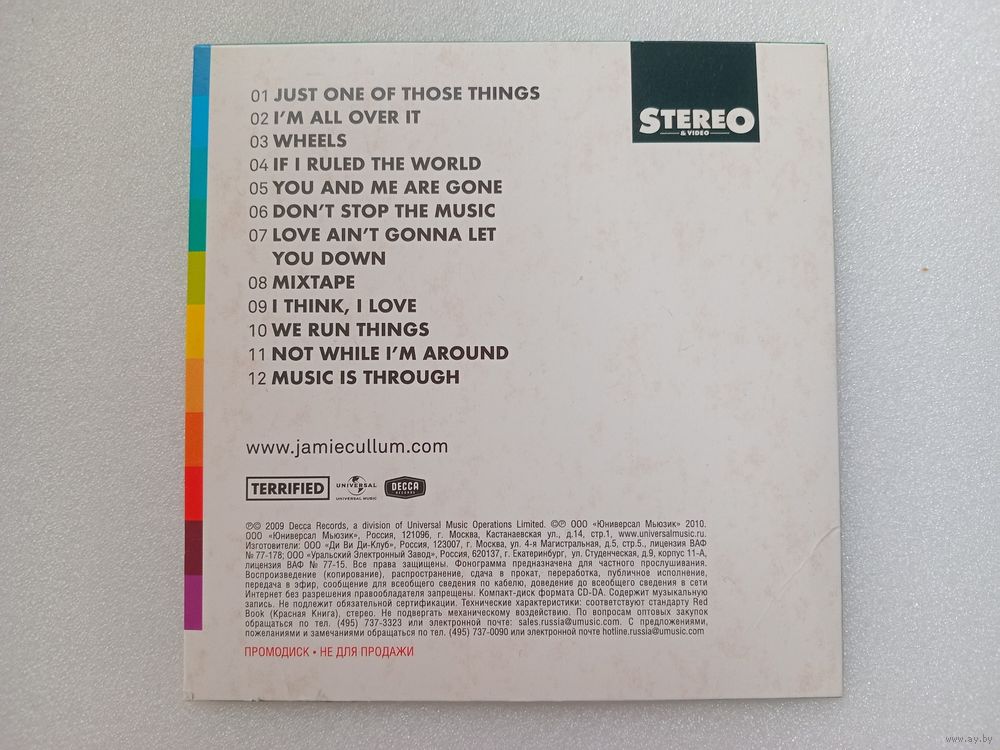 STEREO
& VIDEO
01 JUST ONE OF THOSE THINGS
02 I'M ALL OVER IT
03 WHEELS
04 IF I RULED THE WORLD
05 YOU AND ME ARE GONE
06 DON'T STOP THE MUSIC
07 LOVE AIN'T GONNA LET
YOU DOWN
08 MIXTAPE
09 I THINK, I LOVE
10 WE RUN THINGS
11 NOT WHILE I'M AROUND
12 MUSIC IS THROUGH
www.jamiecullum.com
TERRIFIED
UNIVERSAL
UNIVERSAL MUSIC
DECCA
RECORDS
℗© 2009 Decca Records, a division of Universal Music Operations Limited. ©℗ ООО «Юниверсал Мьюзик» 2010.
ООО «Юниверсал Мьюзик», Россия, 121096, г. Москва, Кастанаевская ул., д.14, стр.1, www.universalmusic.ru.
Изготовители: ООО «Ди Ви Ди-Клуб», Россия, 123007, г. Москва, ул. 4-я Магистральная, д.5, стр.5., лицензия ВАФ
№ 77-178; ООО «Уральский Электронный Завод», Россия, 620137, г. Екатеринбург, ул. Студенческая, д.9, корпус 11-А,
лицензия ВАФ № 77-15. Все права защищены. Фонограмма предназначена для частного прослушивания.
Воспроизведение (копирование), распространение, сдача в прокат, переработка, публичное исполнение,
передача в эфир, сообщение для всеобщего сведения по кабелю, доведение до всеобщего сведения в сети
Интернет без разрешения правообладателя запрещены. Компакт-диск формата CD-DA. Содержит музыкальную
запись. Не подлежит обязательной сертификации. Технические характеристики: соответствуют стандарту Red
Book (Красная Книга), стерео. Не подвергать механическому воздействию. По вопросам оптовых закупок
обращаться по тел. (495) 737-3323 или электронной почте: sales.russia@umusic.com. С предложениями,
пожеланиями и замечаниями обращаться по тел. (495) 737-0090 или электронной почте hotline.russia@umusic.com
ПРОМОДИСК • НЕ ДЛЯ ПРОДАЖИ
www.ay.by